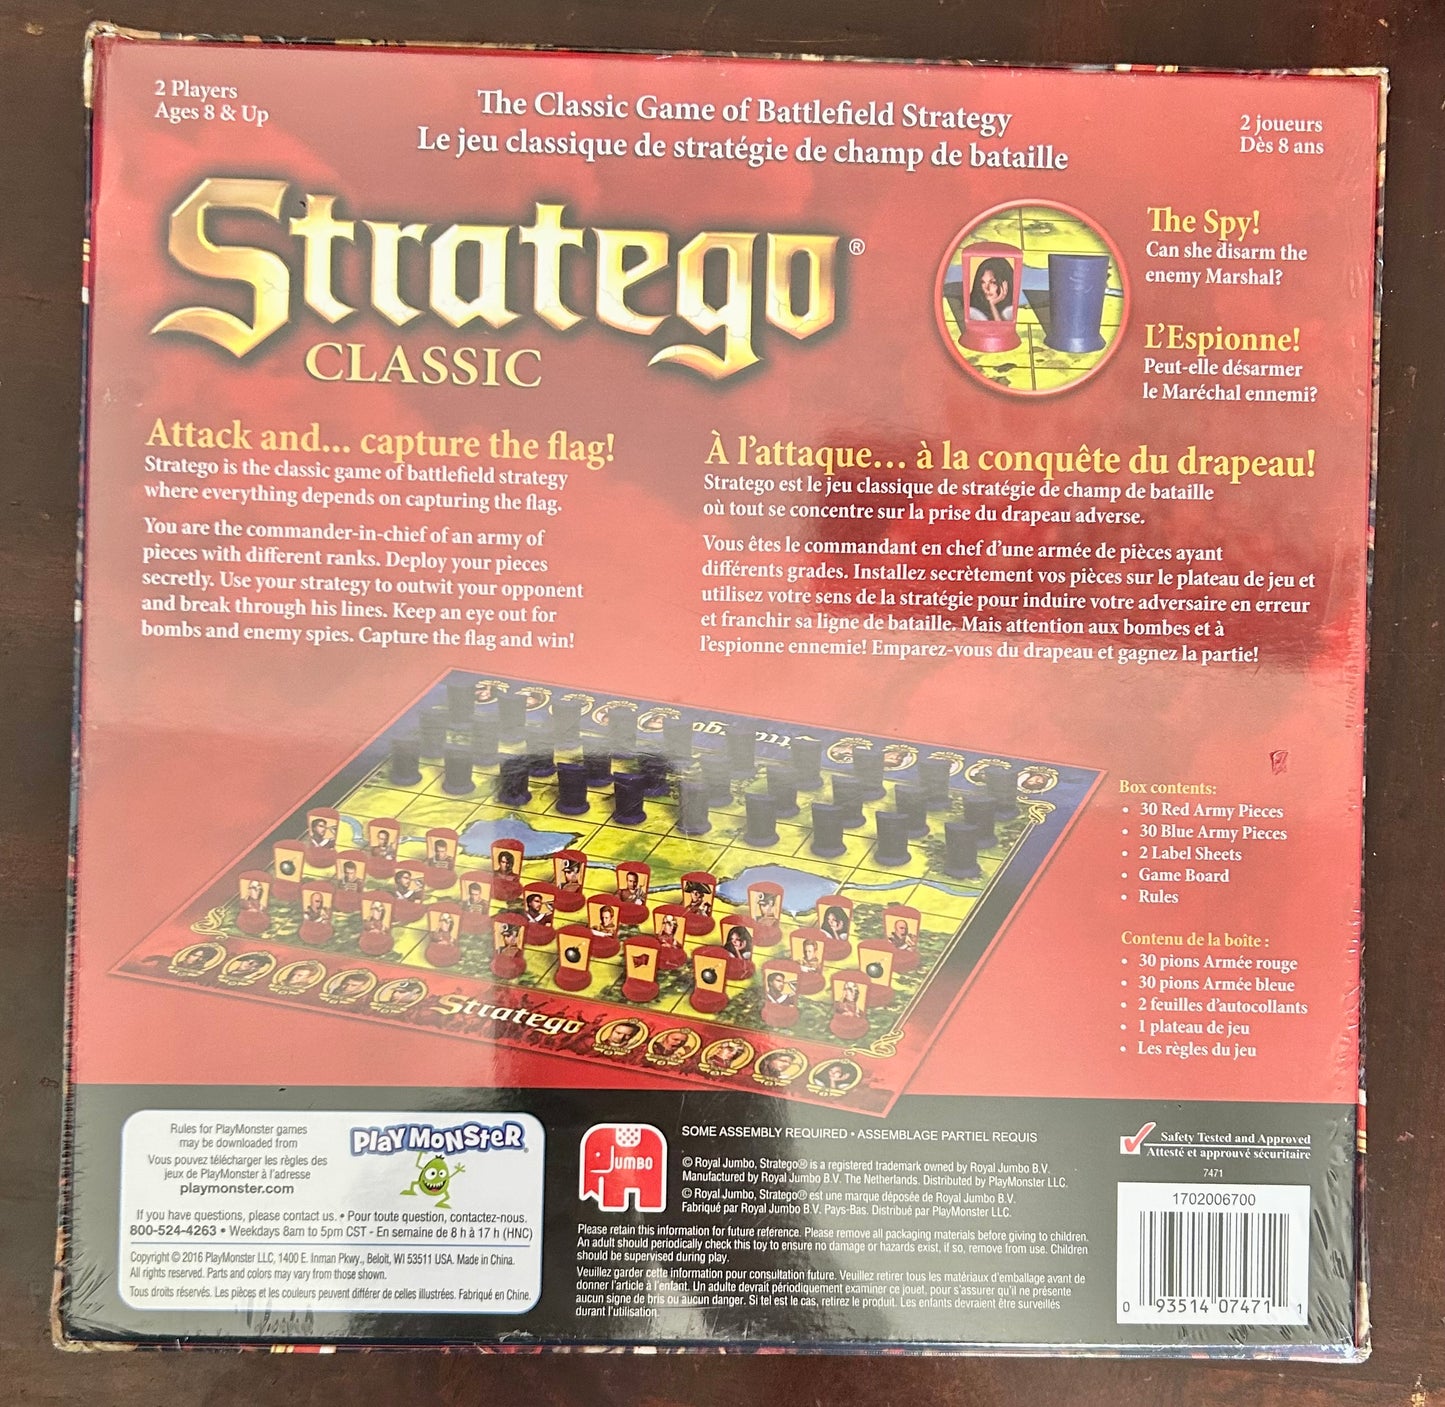 2 Players
Ages 8 & Up
The Classic Game of Battlefield Strategy
Le jeu classique de stratégie de champ de bataille
2 joueurs
Dès 8 ans
Stratego®
CLASSIC
The Spy!
Can she disarm the
enemy Marshal?
L'Espionne!
Peut-elle désarmer
le Maréchal ennemi?
Attack and... capture the flag!
Stratego is the classic game of battlefield strategy
where everything depends on capturing the flag.
You are the commander-in-chief of an army of
pieces with different ranks. Deploy your pieces
secretly. Use your strategy to outwit your opponent
and break through his lines. Keep an eye out for
bombs and enemy spies. Capture the flag and win!
À l'attaque... à la conquête du drapeau!
Stratego est le jeu classique de stratégie de champ de bataille
où tout se concentre sur la prise du drapeau adverse.
Vous êtes le commandant en chef d'une armée de pièces ayant
différents grades. Installez secrètement vos pièces sur le plateau de jeu et
utilisez votre sens de la stratégie pour induire votre adversaire en erreur
et franchir sa ligne de bataille. Mais attention aux bombes et à
l'espionne ennemie! Emparez-vous du drapeau et gagnez la partie!
Stratego
Box contents:
• 30 Red Army Pieces
• 30 Blue Army Pieces
• 2 Label Sheets
• Game Board
• Rules
Contenu de la boîte :
• 30 pions Armée rouge
• 30 pions Armée bleue
• 2 feuilles d'autocollants
• 1 plateau de jeu
• Les règles du jeu
Rules for PlayMonster games
may be downloaded from
Vous pouvez télécharger les règles des
jeux de PlayMonster à l'adresse
playmonster.com
PLAYMONSTER
If you have questions, please contact us. • Pour toute question, contactez-nous.
800-524-4263 • Weekdays 8am to 5pm CST - En semaine de 8 h à 17 h (HNC)
Copyright © 2016 PlayMonster LLC, 1400 E. Inman Pkwy., Beloit, WI 53511 USA. Made in China.
All rights reserved. Parts and colors may vary from those shown.
Tous droits réservés. Les pièces et les couleurs peuvent différer de celles illustrées. Fabriqué en Chine.
JUMBO
SOME ASSEMBLY REQUIRED • ASSEMBLAGE PARTIEL REQUIS
© Royal Jumbo, Stratego® is a registered trademark owned by Royal Jumbo B.V.
Manufactured by Royal Jumbo B.V. The Netherlands. Distributed by PlayMonster LLC.
© Royal Jumbo, Stratego® est une marque déposée de Royal Jumbo B.V.
Fabriqué par Royal Jumbo B.V. Pays-Bas. Distribué par PlayMonster LLC.
Please retain this information for future reference. Please remove all packaging materials before giving to children.
An adult should periodically check this toy to ensure no damage or hazards exist, if so, remove from use. Children
should be supervised during play.
Veuillez garder cette information pour consultation future. Veuillez retirer tous les matériaux d'emballage avant de
donner l'article à l'enfant. Un adulte devrait périodiquement examiner ce jouet, pour s'assurer qu'il ne présente
aucun signe de bris ou aucun danger. Si tel est le cas, retirez le produit. Les enfants devraient être surveillés
durant l'utilisation.
Safety Tested and Approved
Attesté et approuvé sécuritaire
7471
1702006700
0 93514 07471 1